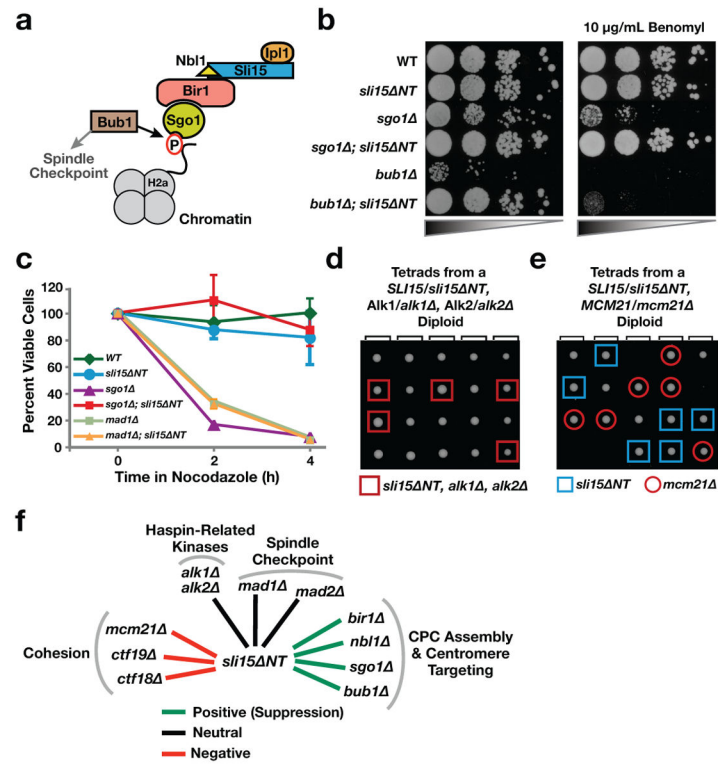 a
Nbl1
Ipl1
Sli15
Bir1
Bub1
Sgo1
P
Spindle
Checkpoint
H2a
Chromatin
b
10 µg/mL Benomyl
WT
sli15ΔNT
sgo1Δ
sgo1Δ; sli15ΔNT
bub1Δ
bub1Δ; sli15ΔNT
c
Percent Viable Cells
120
100
80
60
40
20
0
WT
sli15ΔNT
sgo1Δ
sgo1Δ; sli15ΔNT
mad1Δ
mad1Δ; sli15ΔNT
0
2
4
Time in Nocodazole (h)
d
Tetrads from a
SLI15/sli15ΔNT,
Alk1/alk1Δ, Alk2/alk2Δ
Diploid
sli15ΔNT, alk1Δ, alk2Δ
e
Tetrads from a
SLI15/sli15ΔNT,
MCM21/mcm21Δ
Diploid
sli15ΔNT
mcm21Δ
f
Haspin-Related
Kinases
Spindle
Checkpoint
alk1Δ
alk2Δ
mad1Δ
mad2Δ
Cohesion
mcm21Δ
ctf19Δ
ctf18Δ
sli15ΔNT
bir1Δ
nbl1Δ
sgo1Δ
bub1Δ
CPC Assembly
& Centromere
Targeting
Positive (Suppression)
Neutral
Negative